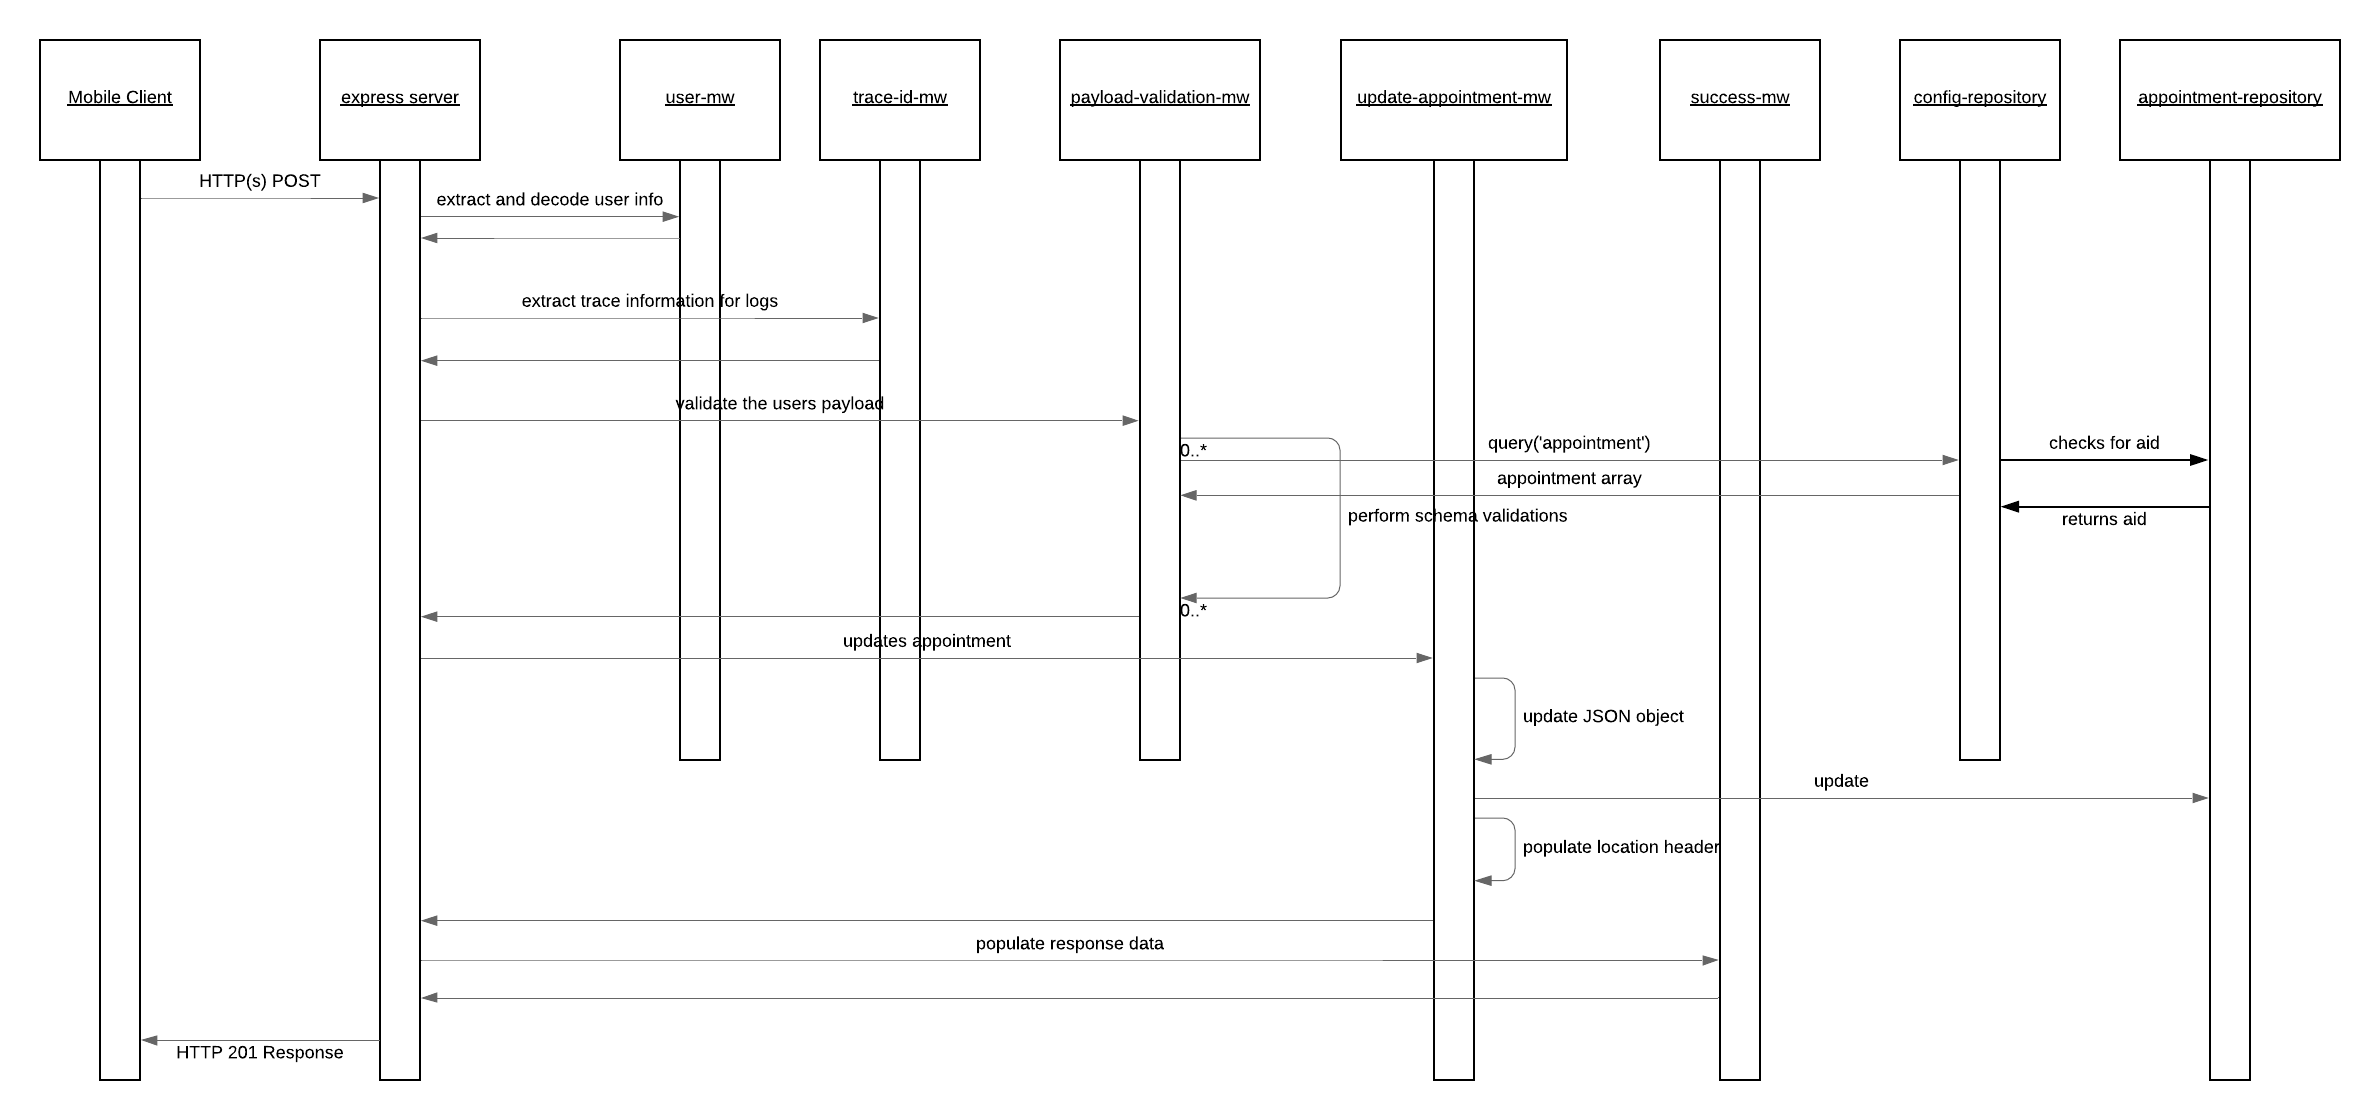 Mobile Client
express server
user-mw
trace-id-mw
payload-validation-mw
update-appointment-mw
success-mw
config-repository
appointment-repository
HTTP(s) POST
extract and decode user info
extract trace information for logs
validate the users payload
0..*
query('appointment')
checks for aid
appointment array
perform schema validations
returns aid
0..*
updates appointment
update JSON object
update
populate location header
populate response data
HTTP 201 Response